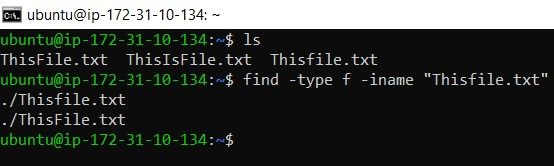 ubuntu@ip-172-31-10-134: ~
ubuntu@ip-172-31-10-134:~$ ls
ThisFile.txt  ThisIsFile.txt  Thisfile.txt
ubuntu@ip-172-31-10-134:~$ find -type f -iname "Thisfile.txt"
./Thisfile.txt
./ThisFile.txt
ubuntu@ip-172-31-10-134:~$